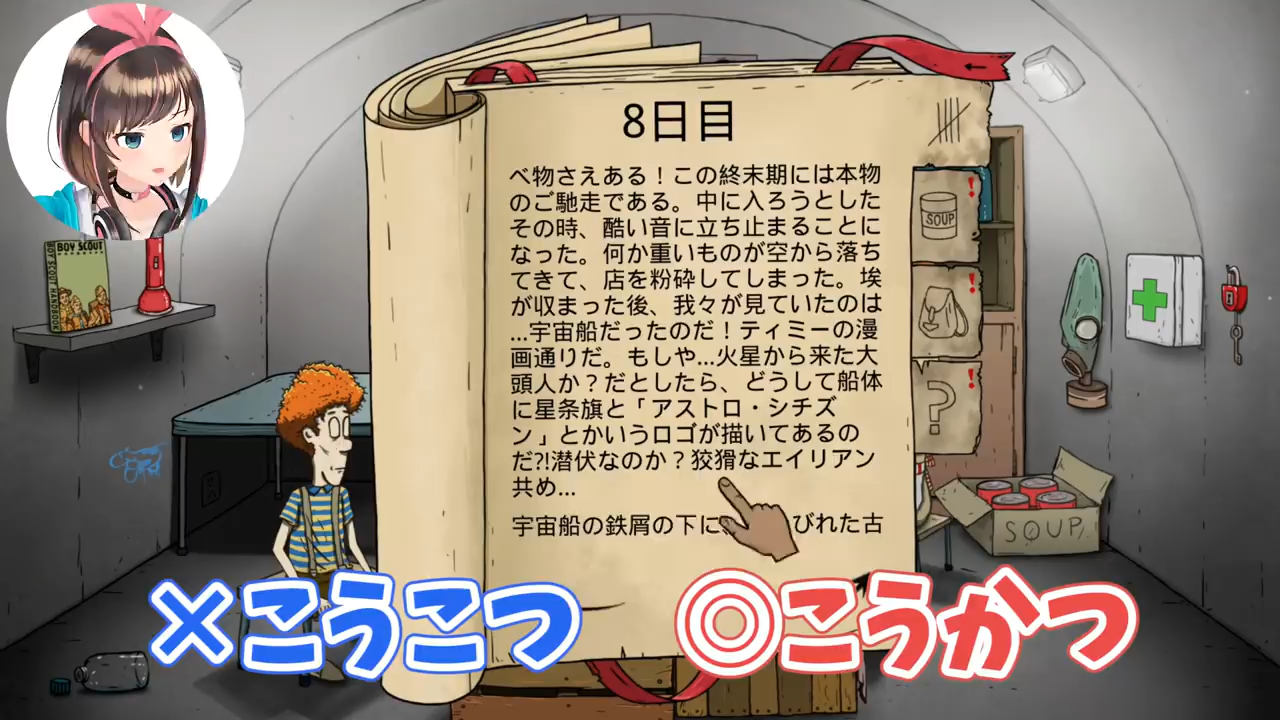 8日目
べ物さえある！この終末期には本物
のご馳走である。中に入ろうとした
その時、酷い音に立ち止まることに
なった。何か重いものが空から落ち
てきて、店を粉砕してしまった。埃
が収まった後、我々が見ていたのは
...宇宙船だったのだ！ティミーの漫
画通りだ。もしや...火星から来た大
頭人か？だとしたら、どうして船体
に星条旗と「アストロ・シチズ
ン」とかいうロゴが描いてあるの
だ?!潜伏なのか？狡猾なエイリアン
共め...
宇宙船の鉄屑の下に、びれた古
SOUP
!
!
?
!
BOY SCOUT
BOY SCOUT HANDBOOK
SOUP
×こうこつ
◎こうかつ